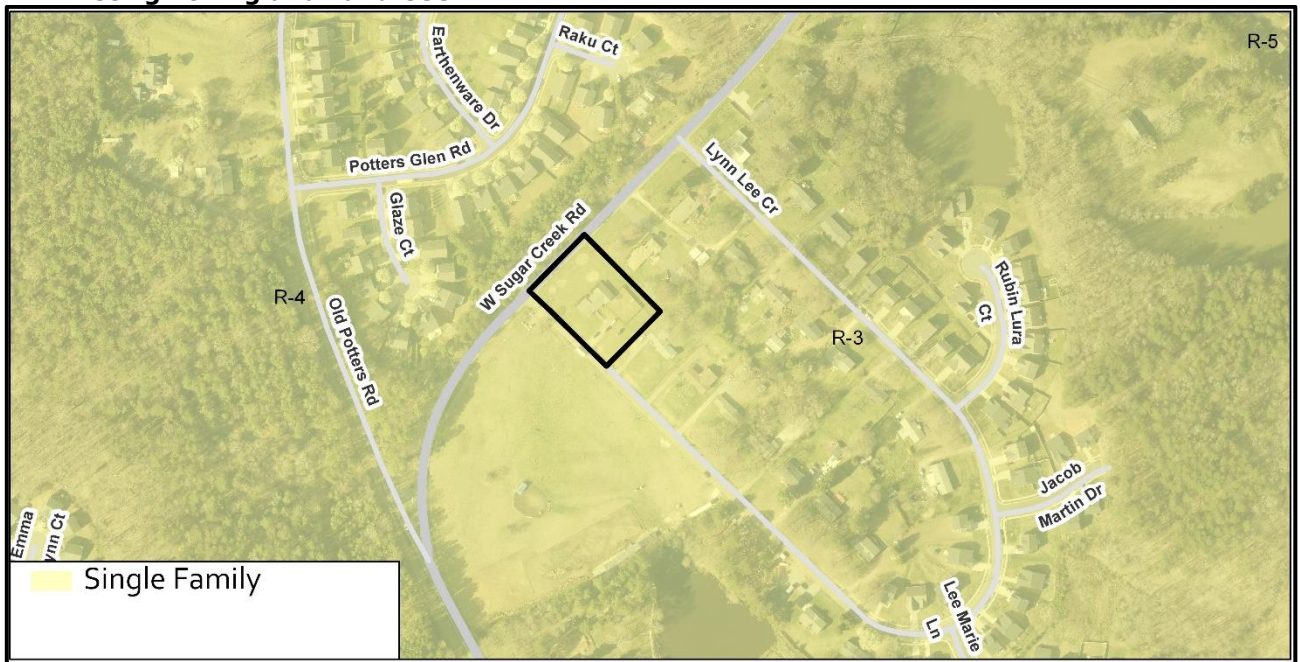 R-5
Raku Ct
Earthenware Dr
Potters Glen Rd
Lynn Lee Cr
Glaze Ct
W Sugar Creek Rd
Rubin Lura
Ct
R-4
Old Potters Rd
R-3
Jacob
Martin Dr
Emma
ynn Ct
Single Family
Lee Marie
Ln